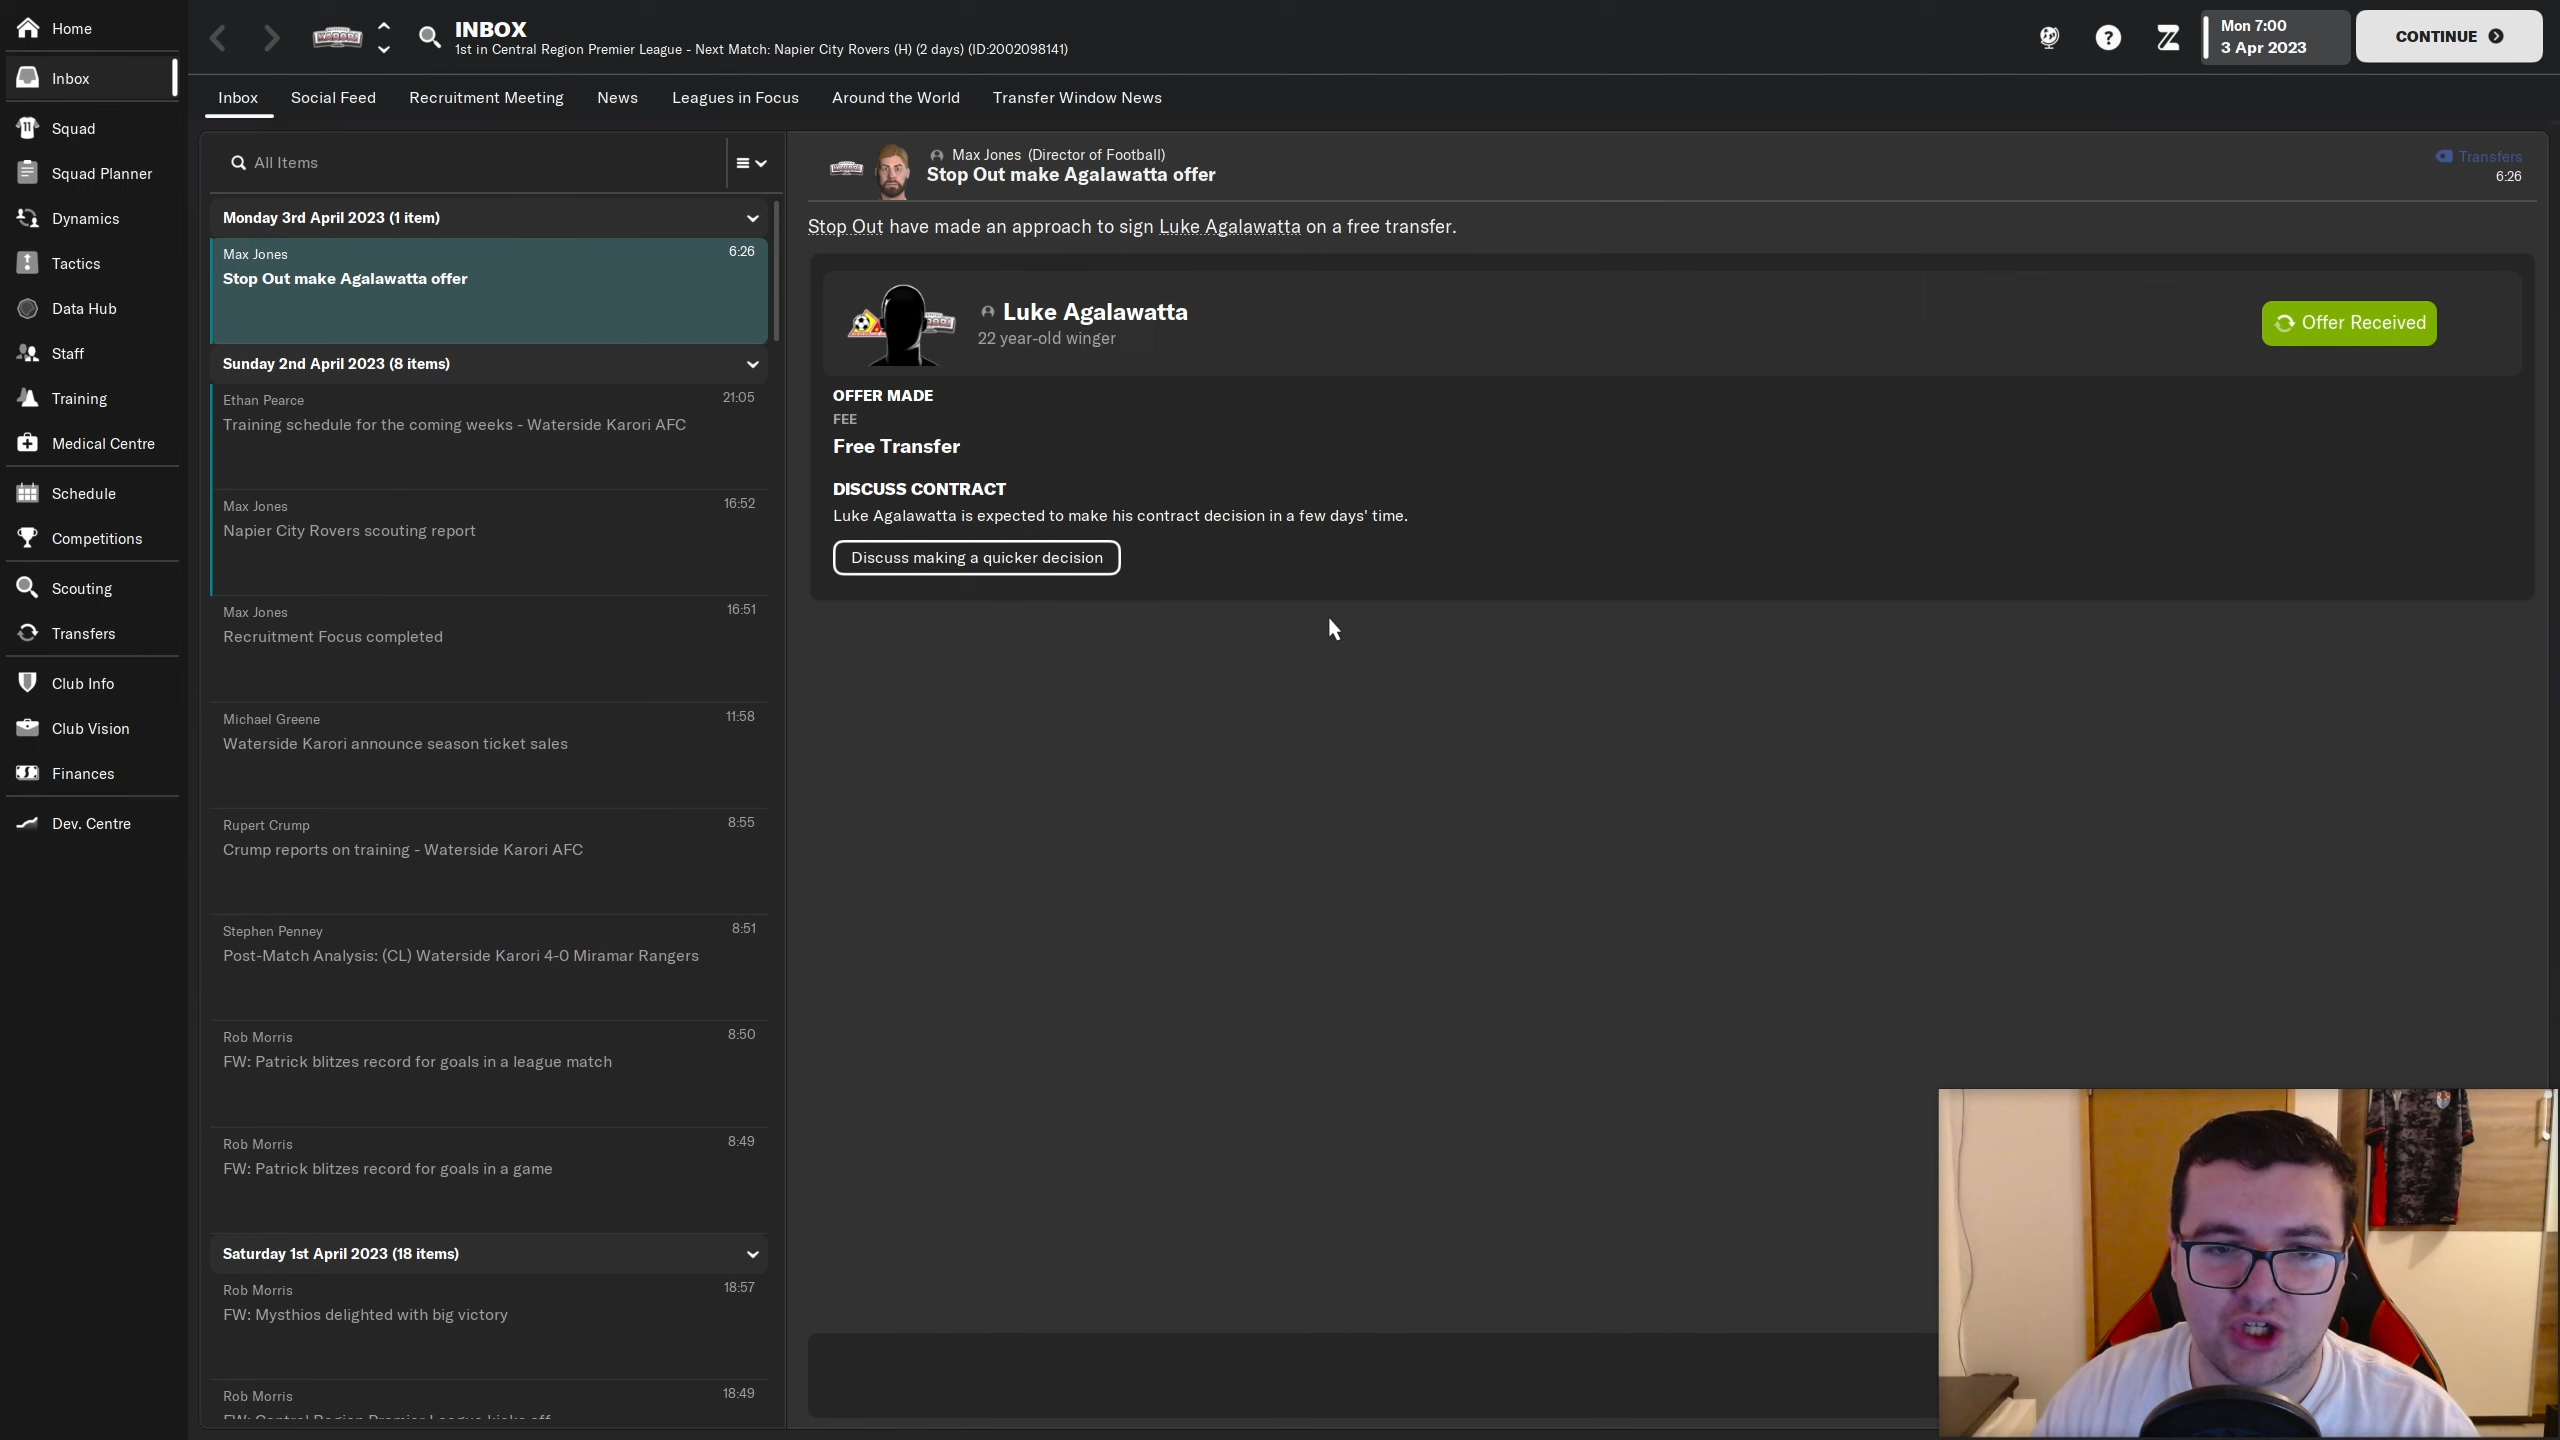 Home
Inbox
Squad
Squad Planner
Dynamics
Tactics
Data Hub
Staff
Training
Medical Centre
Schedule
Competitions
Scouting
Transfers
Club Info
Club Vision
Finances
Dev. Centre
INBOX
1st in Central Region Premier League - Next Match: Napier City Rovers (H) (2 days) (ID:2002098141)
Mon 7:00
3 Apr 2023
CONTINUE
Inbox Social Feed Recruitment Meeting News Leagues in Focus Around the World Transfer Window News
All Items
Monday 3rd April 2023 (1 item)
Max Jones 6:26
Stop Out make Agalawatta offer
Sunday 2nd April 2023 (8 items)
Ethan Pearce 21:05
Training schedule for the coming weeks - Waterside Karori AFC
Max Jones 16:52
Napier City Rovers scouting report
Max Jones 16:51
Recruitment Focus completed
Michael Greene 11:58
Waterside Karori announce season ticket sales
Rupert Crump 8:55
Crump reports on training - Waterside Karori AFC
Stephen Penney 8:51
Post-Match Analysis: (CL) Waterside Karori 4-0 Miramar Rangers
Rob Morris 8:50
FW: Patrick blitzes record for goals in a league match
Rob Morris 8:49
FW: Patrick blitzes record for goals in a game
Saturday 1st April 2023 (18 items)
Rob Morris 18:57
FW: Mysthios delighted with big victory
Rob Morris 18:49
FW: Central Region Premier League kicks off
Max Jones (Director of Football)
Stop Out make Agalawatta offer
Transfers
6:26
Stop Out have made an approach to sign Luke Agalawatta on a free transfer.
Luke Agalawatta
22 year-old winger
Offer Received
OFFER MADE
FEE
Free Transfer
DISCUSS CONTRACT
Luke Agalawatta is expected to make his contract decision in a few days' time.
Discuss making a quicker decision